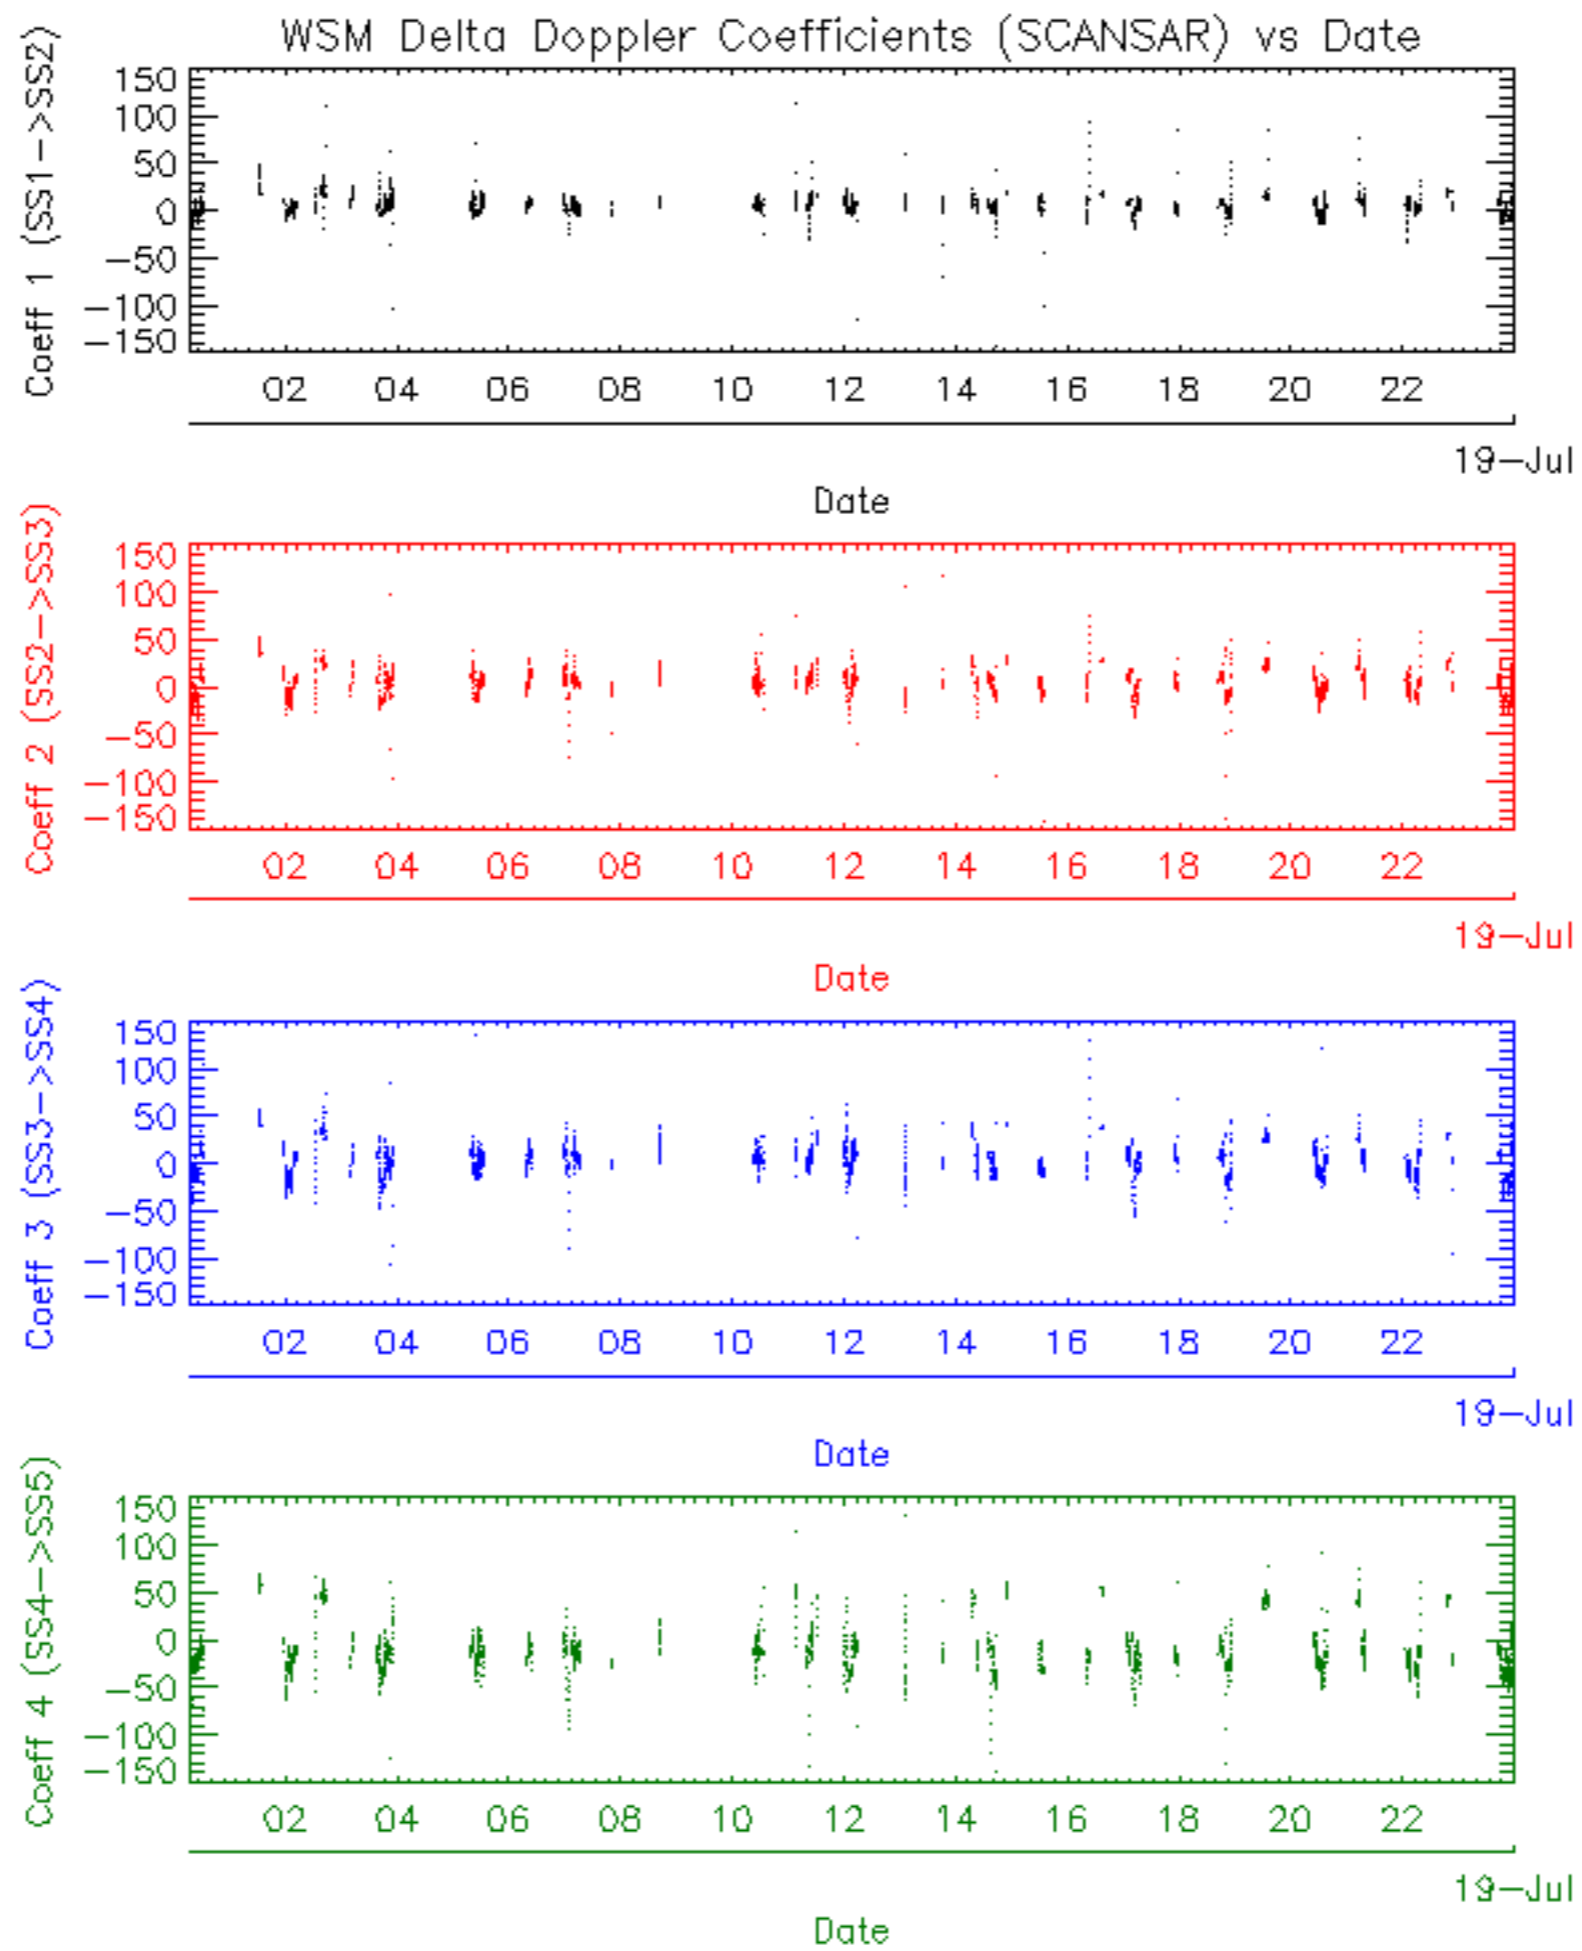 WSM Delta Doppler Coefficients (SCANSAR) vs Date
Coeff 1 (SS1->SS2)
150
100
50
0
-50
-100
-150
02 04 06 08 10 12 14 16 18 20 22
19-Jul
Date
Coeff 2 (SS2->SS3)
150
100
50
0
-50
-100
-150
02 04 06 08 10 12 14 16 18 20 22
19-Jul
Date
Coeff 3 (SS3->SS4)
150
100
50
0
-50
-100
-150
02 04 06 08 10 12 14 16 18 20 22
19-Jul
Date
Coeff 4 (SS4->SS5)
150
100
50
0
-50
-100
-150
02 04 06 08 10 12 14 16 18 20 22
19-Jul
Date